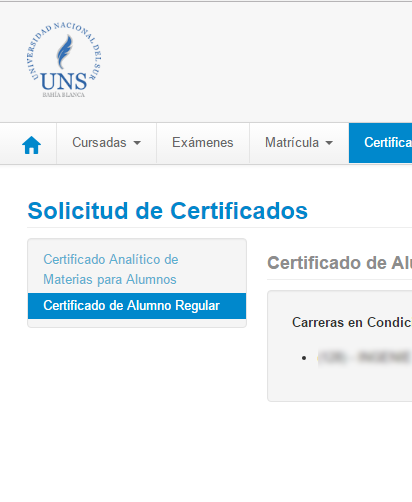 UNIVERSIDAD NACIONAL DEL SUR
UNS
BAHIA BLANCA
Cursadas
Exámenes
Matrícula
Certifica
Solicitud de Certificados
Certificado Analítico de
Materias para Alumnos
Certificado de Alumno Regular
Certificado de Alu
Carreras en Condic